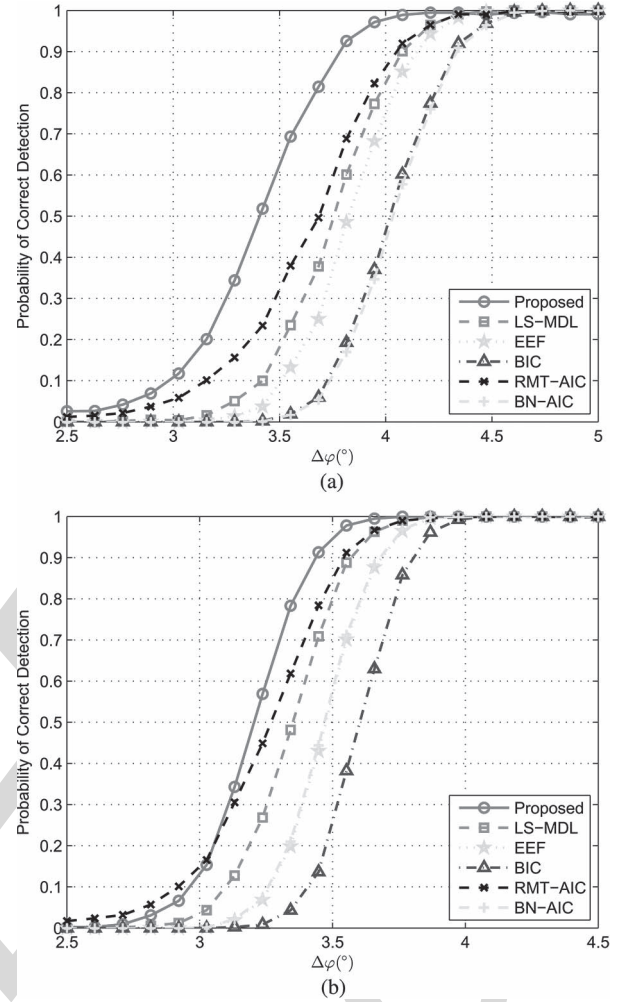 1
0.9
0.8
0.7
0.6
0.5
0.4
0.3
0.2
0.1
0
Probability of Correct Detection
Proposed
LS−MDL
EEF
BIC
RMT−AIC
BN−AIC
2.5 3 3.5 4 4.5 5
Δφ(°)
(a)
1
0.9
0.8
0.7
0.6
0.5
0.4
0.3
0.2
0.1
0
Probability of Correct Detection
Proposed
LS−MDL
EEF
BIC
RMT−AIC
BN−AIC
2.5 3 3.5 4 4.5
Δφ(°)
(b)